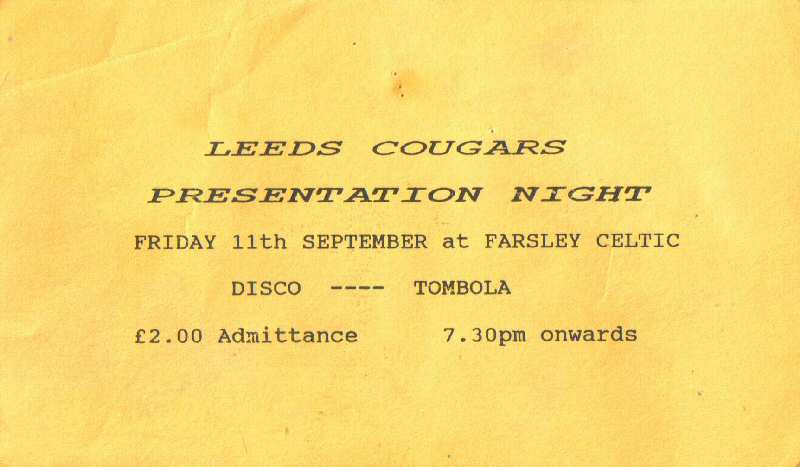 LEEDS COUGARS
PRESENTATION NIGHT
FRIDAY 11th SEPTEMBER at FARSLEY CELTIC
DISCO ---- TOMBOLA
£2.00 Admittance 7.30pm onwards